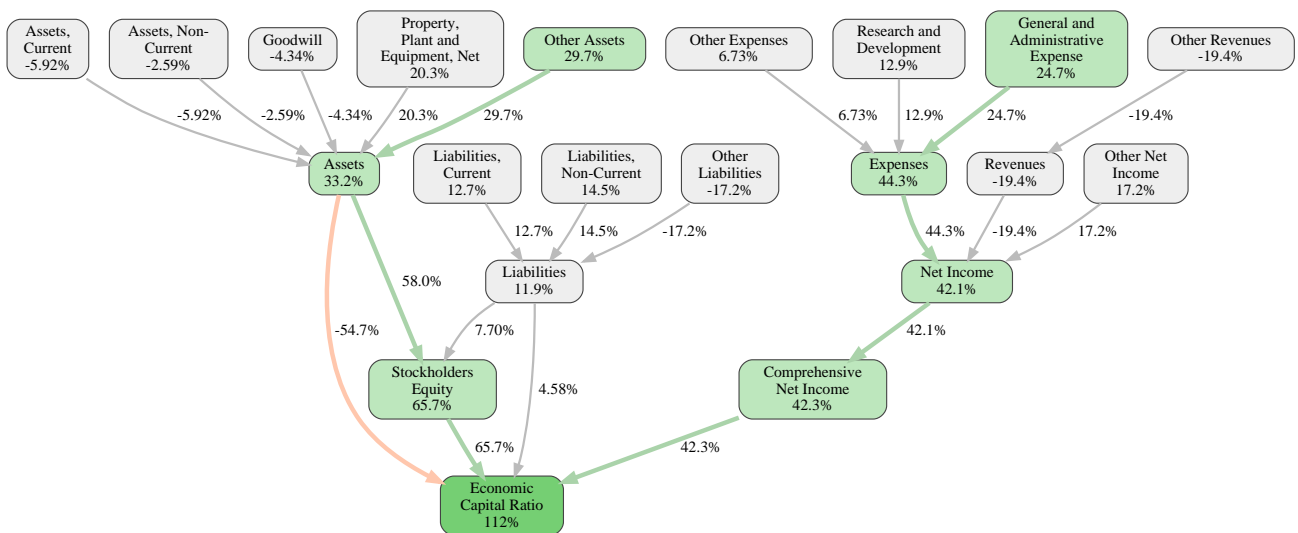 Assets,
Current
-5.92%
Assets, Non-
Current
-2.59%
Goodwill
-4.34%
Property,
Plant and
Equipment, Net
20.3%
Other Assets
29.7%
Other Expenses
6.73%
Research and
Development
12.9%
General and
Administrative
Expense
24.7%
Other Revenues
-19.4%
-5.92%
-2.59%
-4.34%
20.3%
29.7%
6.73%
12.9%
24.7%
-19.4%
Assets
33.2%
Liabilities,
Current
12.7%
Liabilities,
Non-Current
14.5%
Other
Liabilities
-17.2%
Expenses
44.3%
Revenues
-19.4%
Other Net
Income
17.2%
12.7%
14.5%
-17.2%
44.3%
-19.4%
17.2%
58.0%
Liabilities
11.9%
Net Income
42.1%
-54.7%
7.70%
42.1%
Stockholders
Equity
65.7%
4.58%
Comprehensive
Net Income
42.3%
65.7%
42.3%
Economic
Capital Ratio
112%